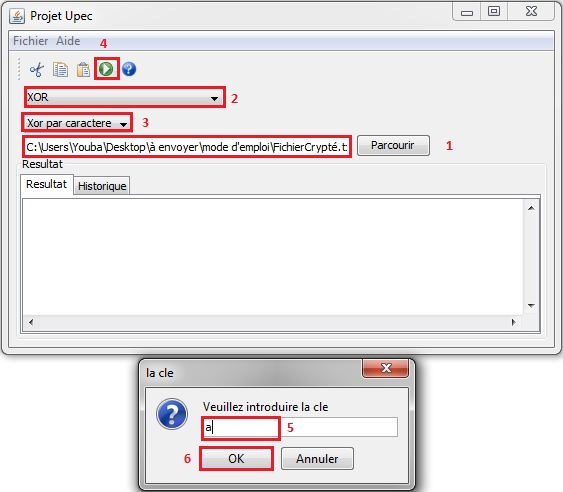 Projet Upec
Fichier Aide
4
XOR
2
Xor par caractere
3
C:\Users\Youba\Desktop\à envoyer\mode d'emploi\FichierCrypté.t
Parcourir
1
Resultat
Resultat Historique
la cle
Veuillez introduire la cle
a
5
6
OK
Annuler